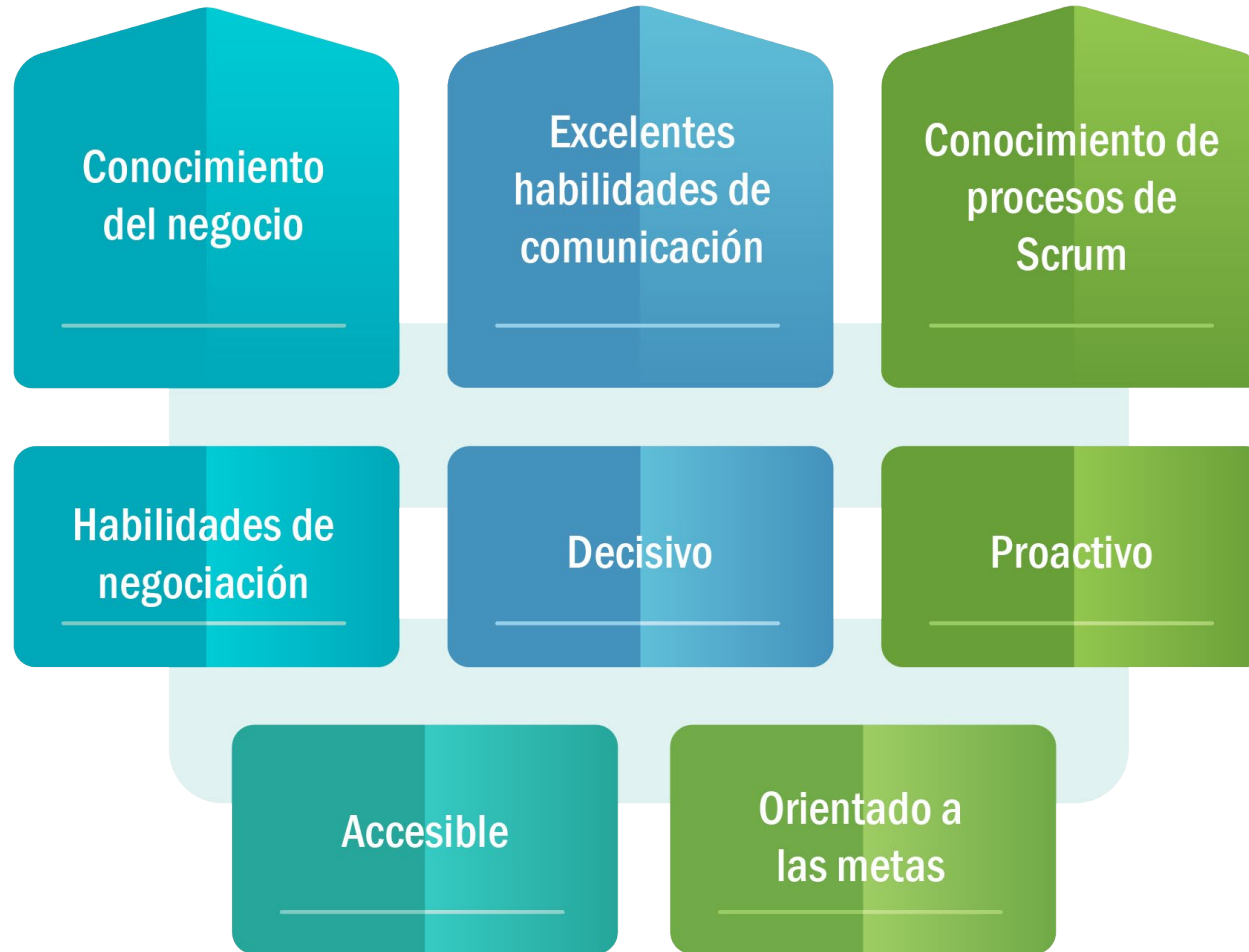 Conocimiento
del negocio
Excelentes
habilidades de
comunicación
Conocimiento de
procesos de
Scrum
Habilidades de
negociación
Decisivo
Proactivo
Accesible
Orientado a
las metas